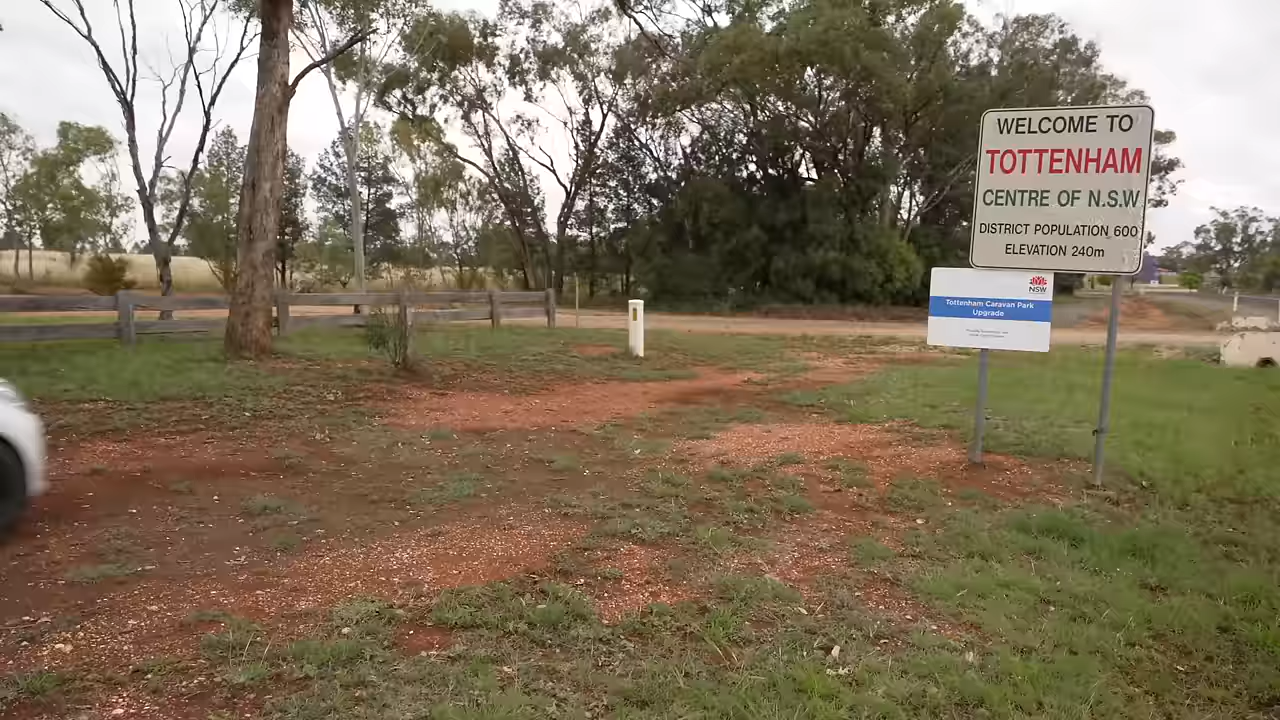 WELCOME TO
TOTTENHAM
CENTRE OF N.S.W
DISTRICT POPULATION 600
ELEVATION 240m
NSW
Tottenham Caravan Park
Upgrade